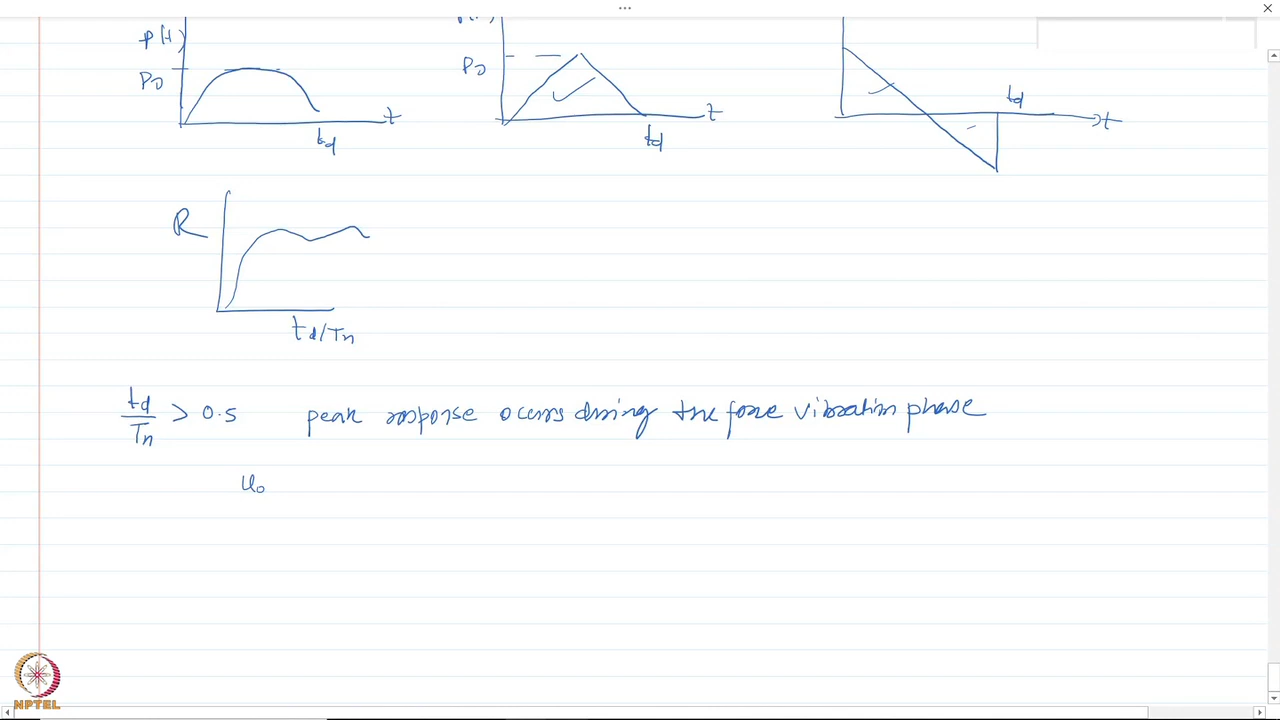 p(t)
P0
t
td
P0
t
td
td
t
R
td/Tn
td/Tn > 0.5 peak response occurs during the force vibration phase
u0
NPTEL